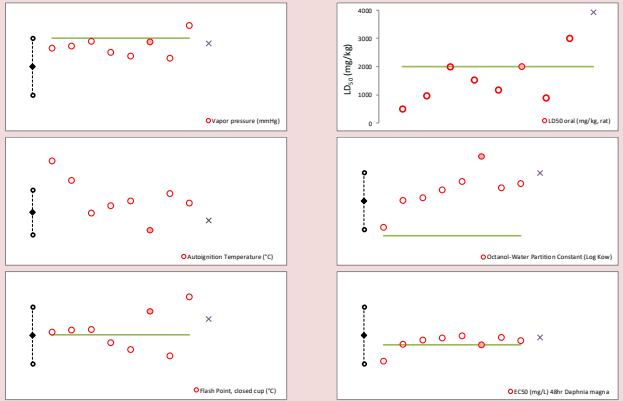 Vapor pressure (mmHg)
LD50 (mg/kg)
4000
3000
2000
1000
0
LD50 oral (mg/kg, rat)
Autoignition Temperature (°C)
Octanol-Water Partition Constant (Log Kow)
Flash Point, closed cup (°C)
EC50 (mg/L) 48hr Daphnia magna